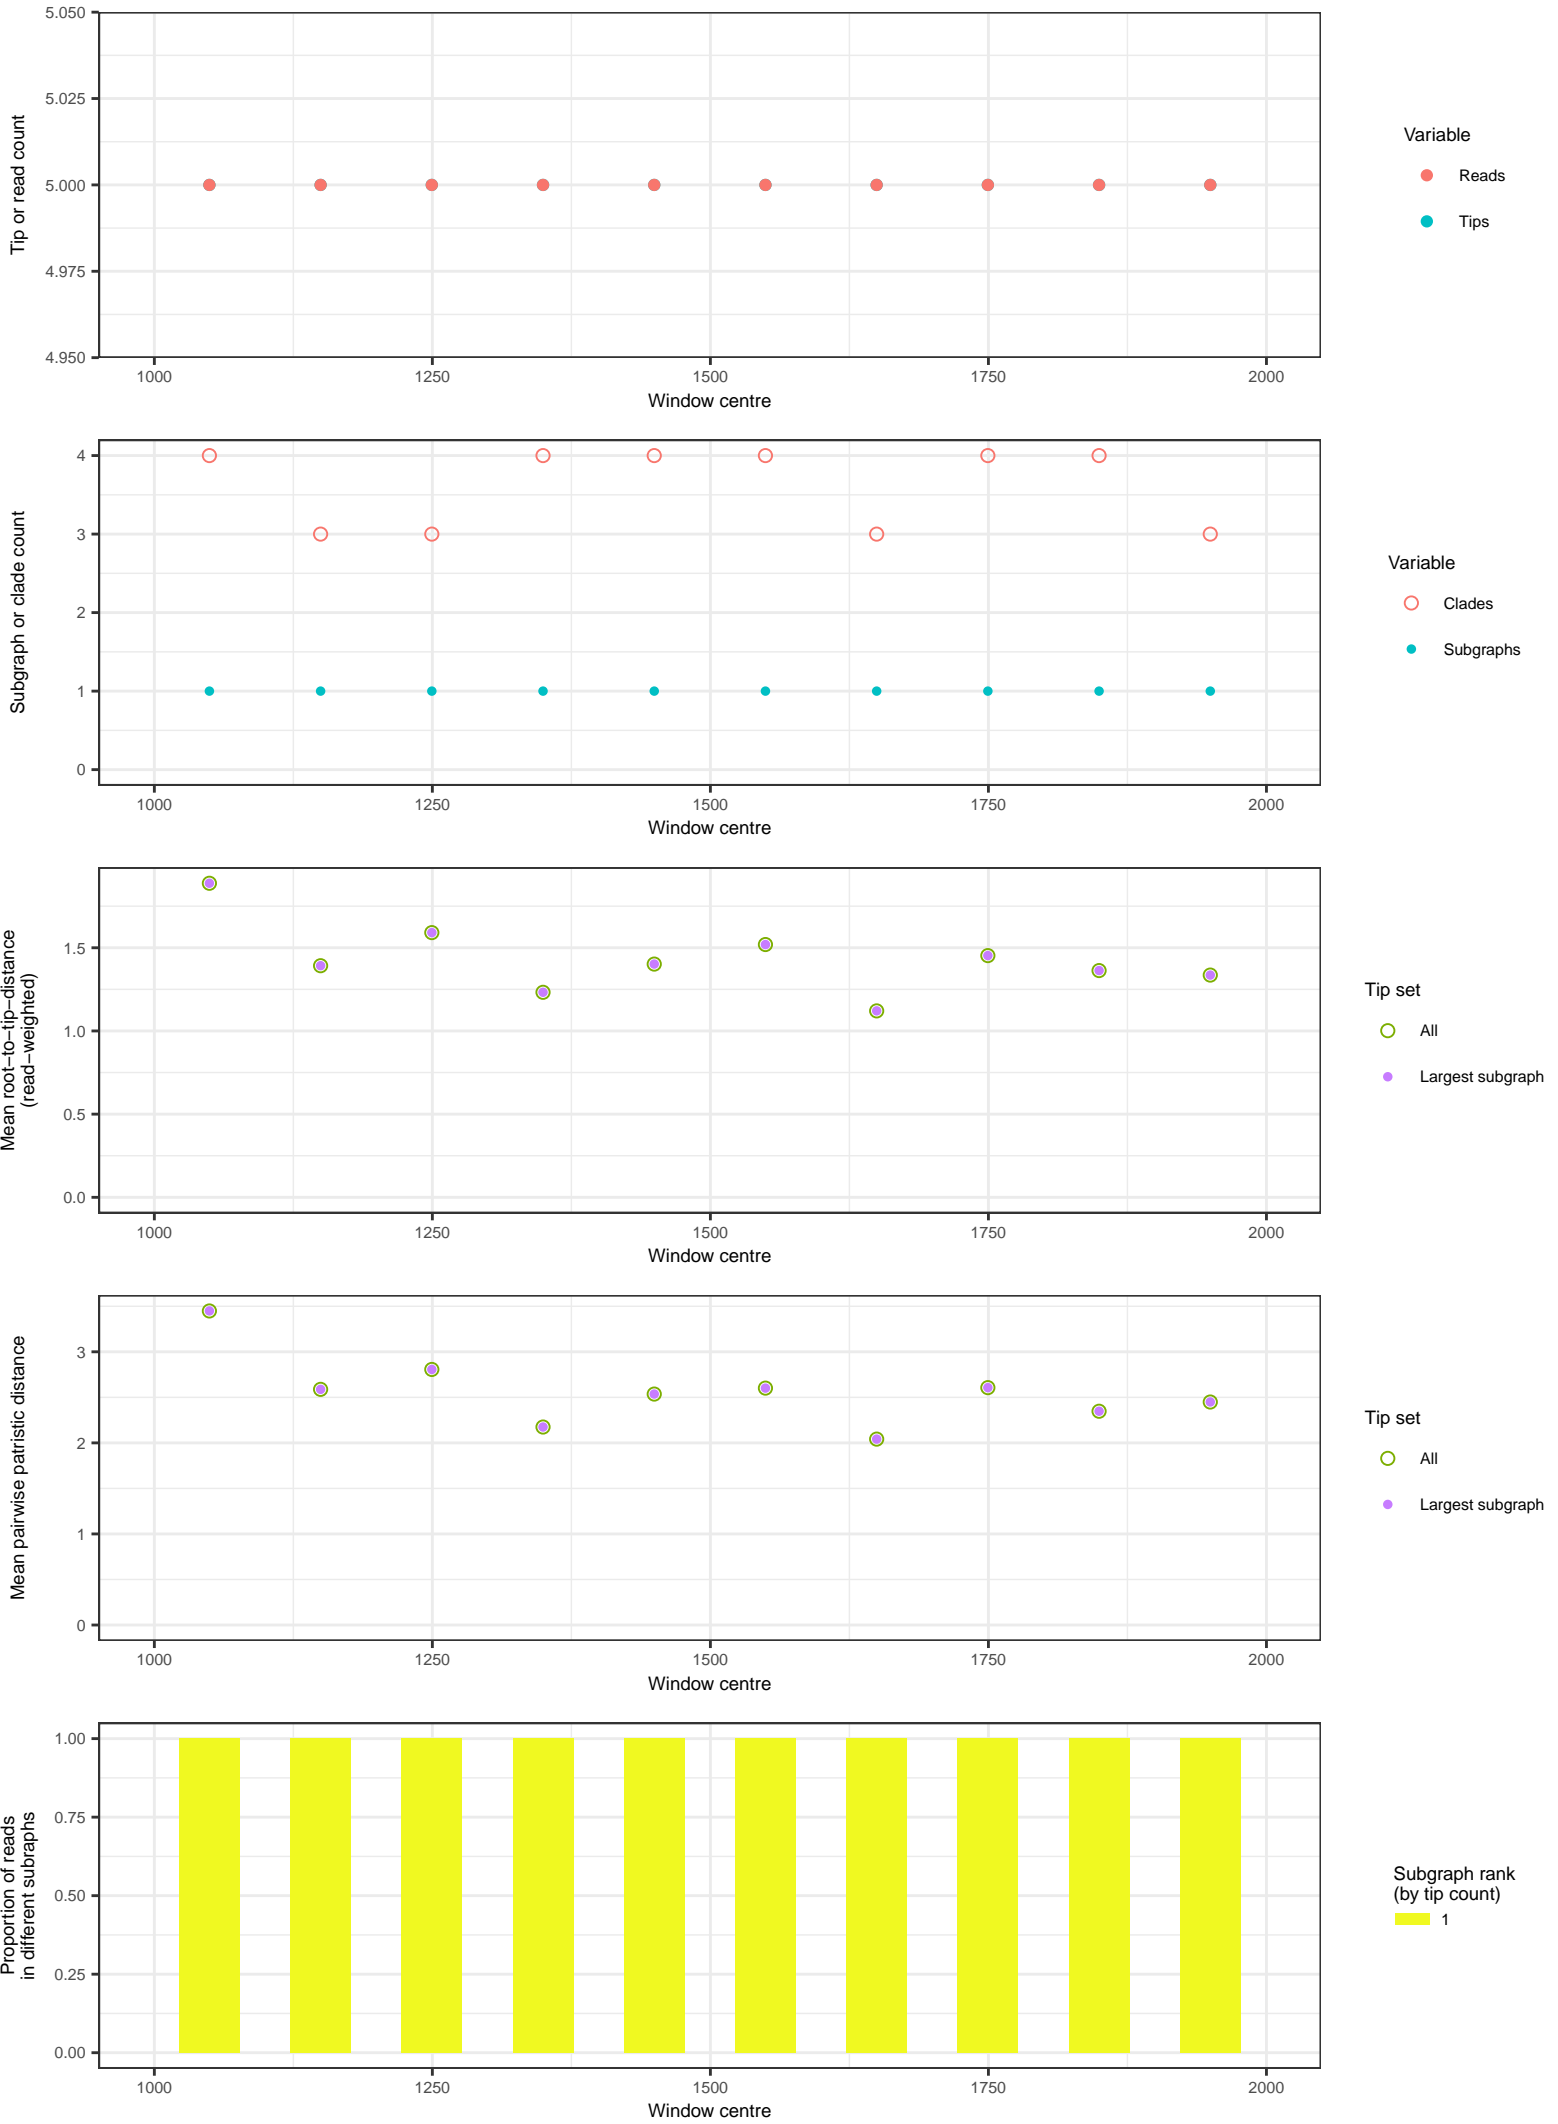 5.050
5.025
5.000
4.975
4.950
Tip or read count
1000 1250 1500 1750 2000
Window centre
Variable
Reads
Tips
4
3
2
1
0
Subgraph or clade count
1000 1250 1500 1750 2000
Window centre
Variable
Clades
Subgraphs
1.5
1.0
0.5
0.0
Mean root−to−tip−distance
(read−weighted)
1000 1250 1500 1750 2000
Window centre
Tip set
All
Largest subgraph
3
2
1
0
Mean pairwise patristic distance
1000 1250 1500 1750 2000
Window centre
Tip set
All
Largest subgraph
1.00
0.75
0.50
0.25
0.00
Proportion of reads
in different subraphs
1000 1250 1500 1750 2000
Window centre
Subgraph rank
(by tip count)
1